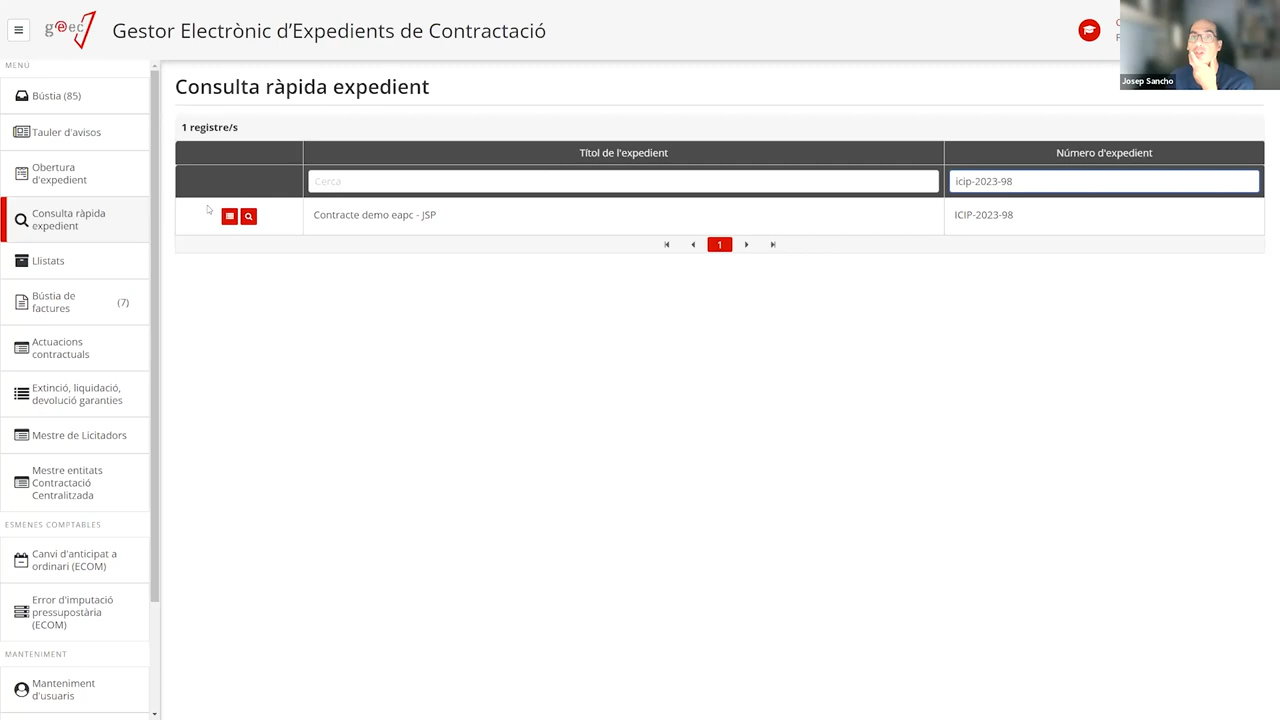 geec
Gestor Electrònic d'Expedients de Contractació
Josep Sancho
MENÚ
Bústia (85)
Tauler d'avisos
Obertura
d'expedient
Consulta ràpida
expedient
Llistats
Bústia de
factures
(7)
Actuacions
contractuals
Extinció, liquidació,
devolució garanties
Mestre de Licitadors
Mestre entitats
Contractació
Centralitzada
ESMENES COMPTABLES
Canvi d'anticipat a
ordinari (ECOM)
Error d'imputació
pressupostària
(ECOM)
MANTENIMENT
Manteniment
d'usuaris
Consulta ràpida expedient
1 registre/s
Títol de l'expedient
Número d'expedient
Cerca
icip-2023-98
Contracte demo eapc - JSP
ICIP-2023-98
1